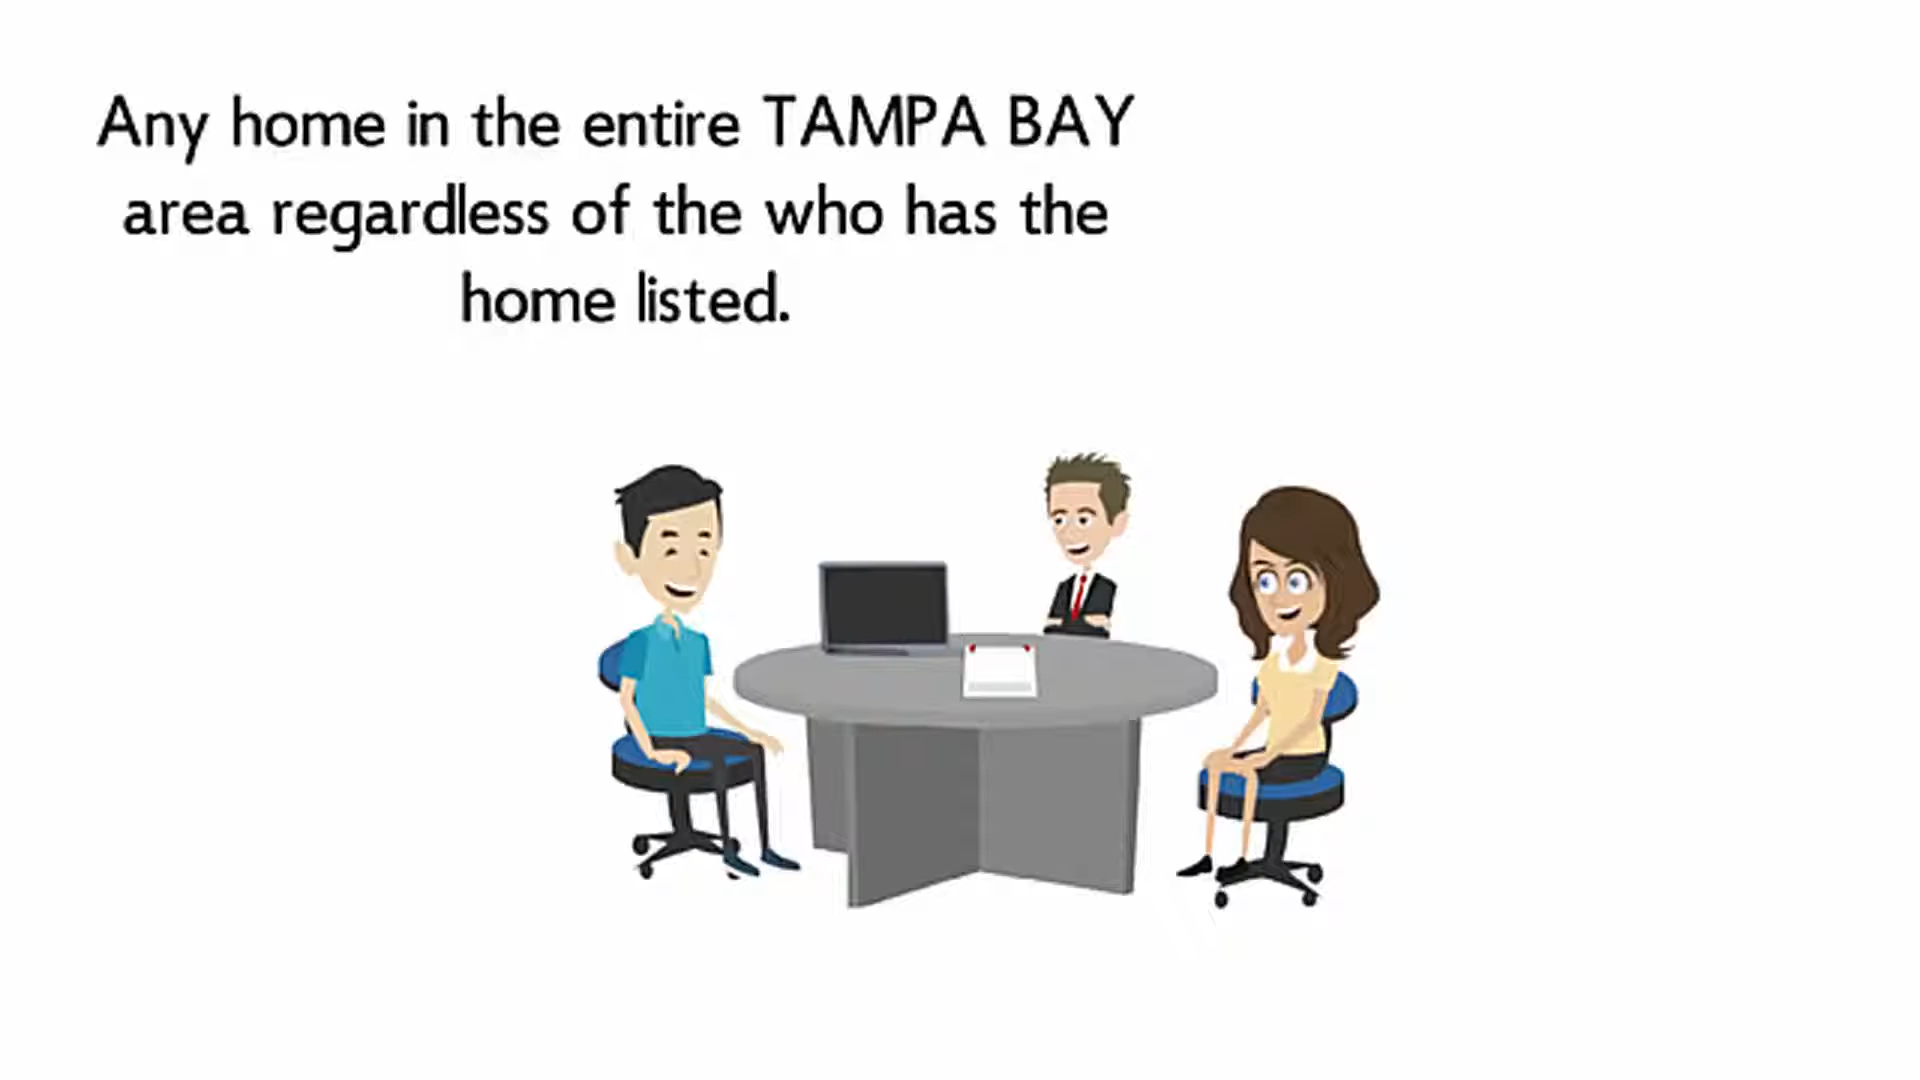 Any home in the entire TAMPA BAY
area regardless of the who has the
home listed.